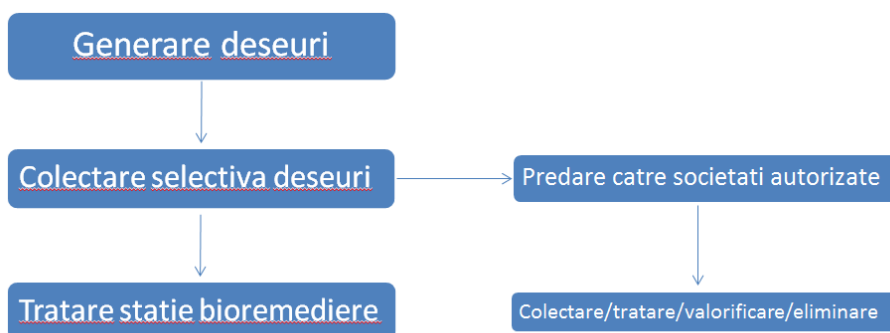 Generare deseuri
Colectare selectiva deseuri
Predare catre societati autorizate
Tratare statie bioremediere
Colectare/tratare/valorificare/eliminare